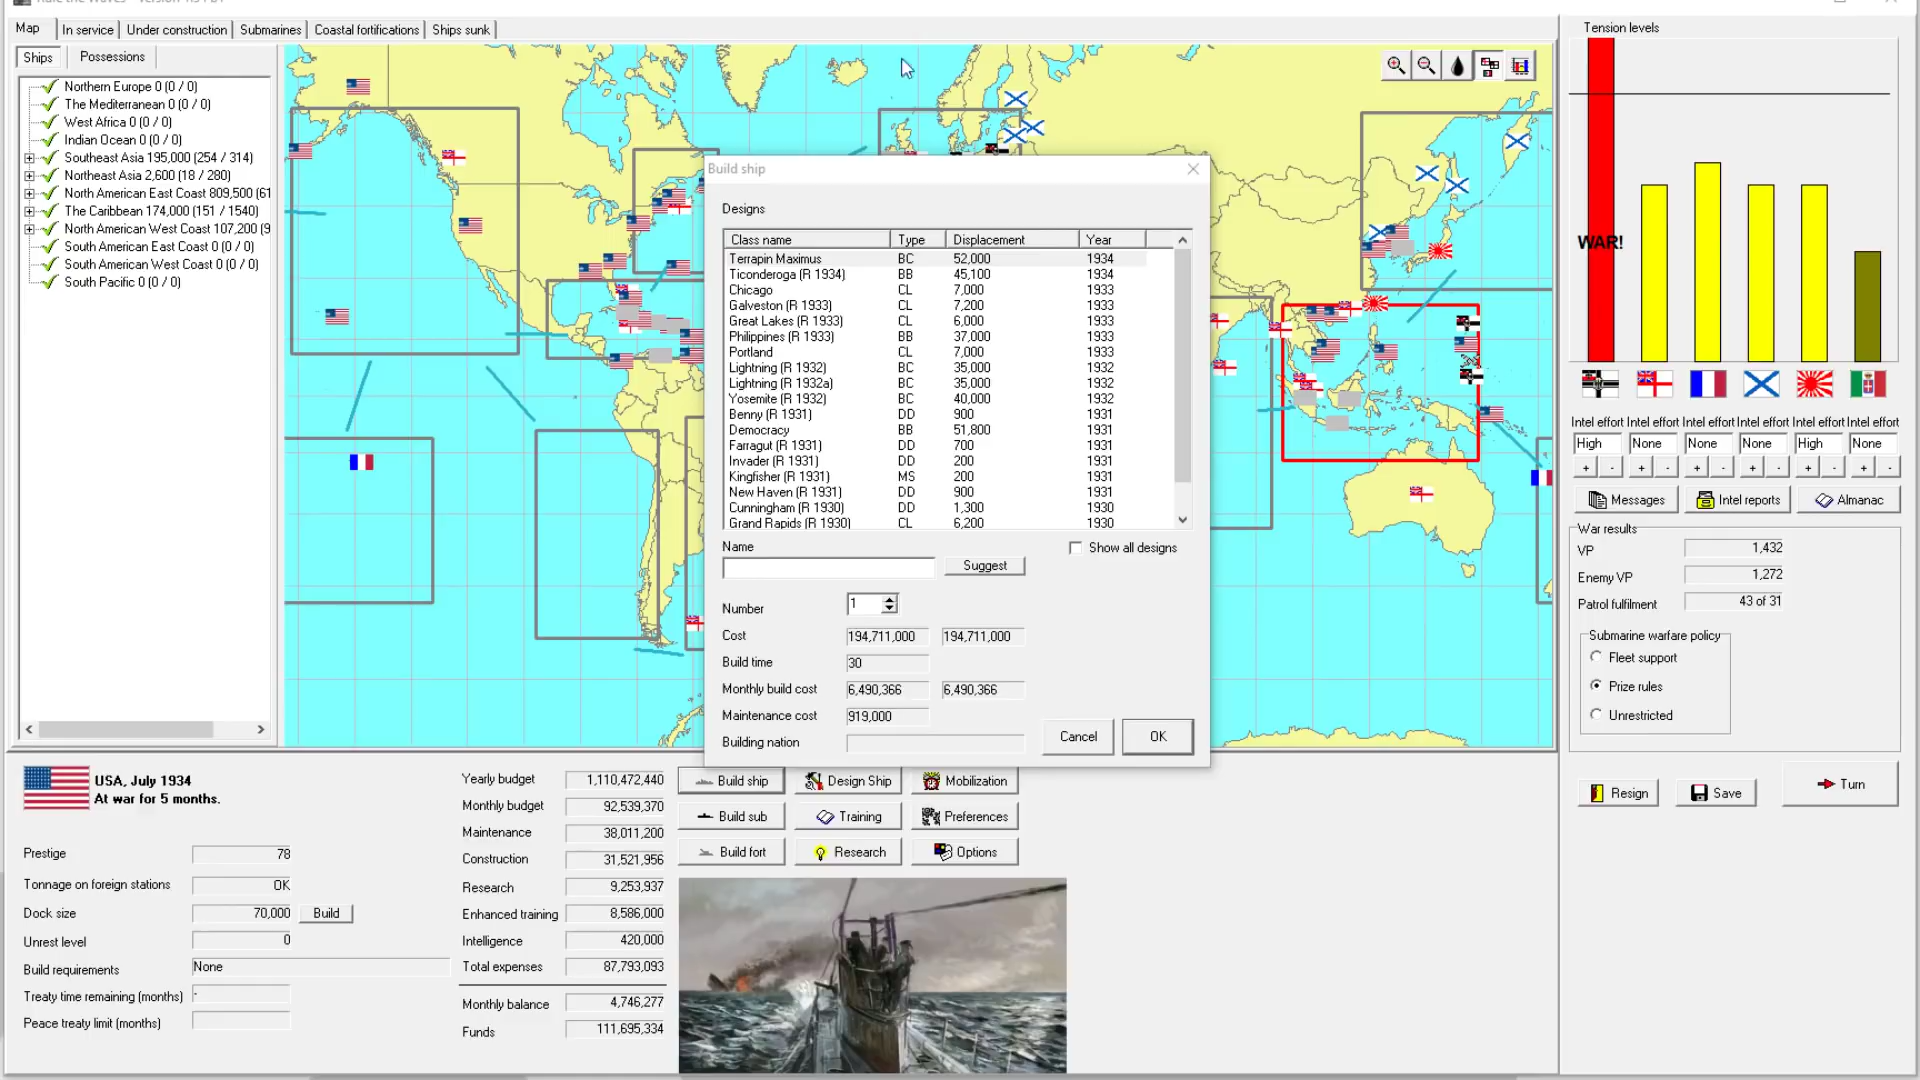 Map
In service
Under construction
Submarines
Coastal fortifications
Ships sunk
Ships
Possessions
Northern Europe 0 (0 / 0)
The Mediterranean 0 (0 / 0)
West Africa 0 (0 / 0)
Indian Ocean 0 (0 / 0)
Southeast Asia 195,000 (254 / 314)
Northeast Asia 2,600 (18 / 280)
North American East Coast 809,500 (61
The Caribbean 174,000 (151 / 1540)
North American West Coast 107,200 (9
South American East Coast 0 (0 / 0)
South American West Coast 0 (0 / 0)
South Pacific 0 (0 / 0)
Build ship
Designs
Class name Type Displacement Year
Terrapin Maximus BC 52,000 1934
Ticonderoga (R 1934) BB 45,100 1934
Chicago CL 7,000 1933
Galveston (R 1933) CL 7,200 1933
Great Lakes (R 1933) CL 6,000 1933
Philippines (R 1933) BB 37,000 1933
Portland CL 7,000 1933
Lightning (R 1932) BC 35,000 1932
Lightning (R 1932a) BC 35,000 1932
Yosemite (R 1932) BC 40,000 1932
Benny (R 1931) DD 900 1931
Democracy BB 51,800 1931
Farragut (R 1931) DD 700 1931
Invader (R 1931) DD 200 1931
Kingfisher (R 1931) MS 200 1931
New Haven (R 1931) DD 900 1931
Cunningham (R 1930) DD 1,300 1930
Grand Rapids (R 1930) CL 6,200 1930
Name
Suggest
Show all designs
Number 1
Cost 194,711,000 194,711,000
Build time 30
Monthly build cost 6,490,366 6,490,366
Maintenance cost 919,000
Building nation
Cancel
OK
Tension levels
WAR!
Intel effort Intel effort Intel effort Intel effort Intel effort Intel effort
High None None None High None
+ - + - + - + - + - + -
Messages
Intel reports
Almanac
War results
VP 1,432
Enemy VP 1,272
Patrol fulfilment 43 of 31
Submarine warfare policy
Fleet support
Prize rules
Unrestricted
Resign
Save
Turn
USA, July 1934
At war for 5 months.
Prestige 78
Tonnage on foreign stations OK
Dock size 70,000 Build
Unrest level 0
Build requirements None
Treaty time remaining (months) -
Peace treaty limit (months)
Yearly budget 1,110,472,440
Monthly budget 92,539,370
Maintenance 38,011,200
Construction 31,521,956
Research 9,253,937
Enhanced training 8,586,000
Intelligence 420,000
Total expenses 87,793,093
Monthly balance 4,746,277
Funds 111,695,334
Build ship
Design Ship
Mobilization
Build sub
Training
Preferences
Build fort
Research
Options